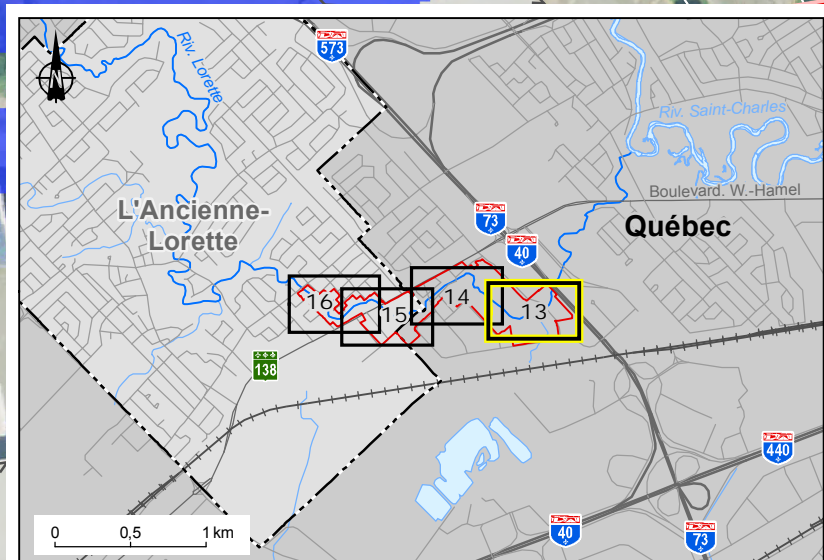 573
Riv. Lorette
Riv. Saint-Charles
Boulevard. W.-Hamel
L'Ancienne-
Lorette
73
Québec
40
16
15
14
13
138
440
40
73
0 0,5 1 km